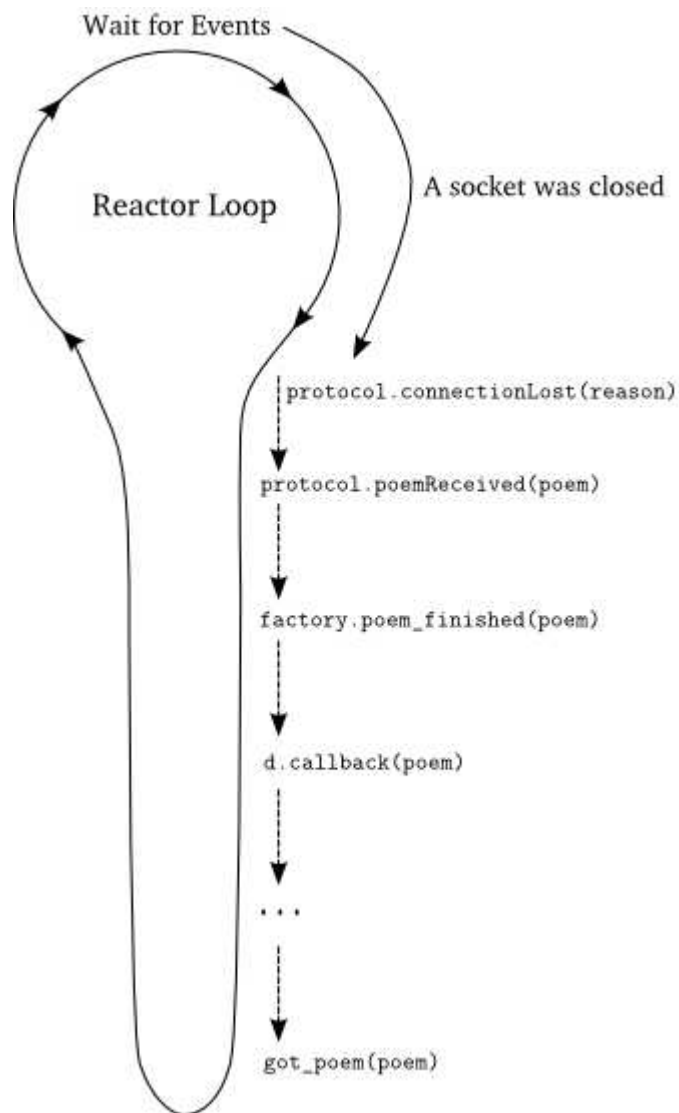 Wait for Events
A socket was closed
Reactor Loop
protocol.connectionLost(reason)
protocol.poemReceived(poem)
factory.poem_finished(poem)
d.callback(poem)
...
got_poem(poem)